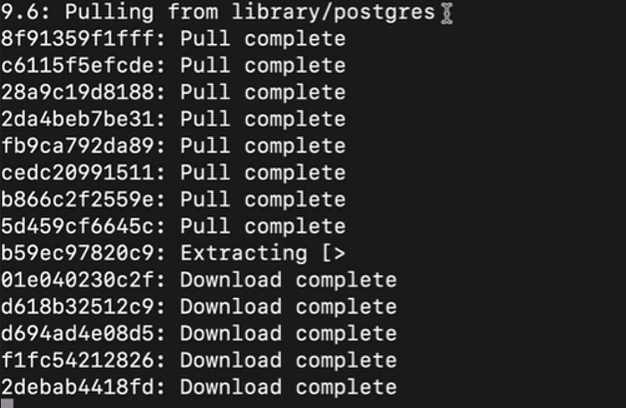 9.6: Pulling from library/postgres
8f91359f1fff: Pull complete
c6115f5efcde: Pull complete
28a9c19d8188: Pull complete
2da4beb7be31: Pull complete
fb9ca792da89: Pull complete
cedc20991511: Pull complete
b866c2f2559e: Pull complete
5d459cf6645c: Pull complete
b59ec97820c9: Extracting [>
01e040230c2f: Download complete
d618b32512c9: Download complete
d694ad4e08d5: Download complete
f1fc54212826: Download complete
2debab4418fd: Download complete